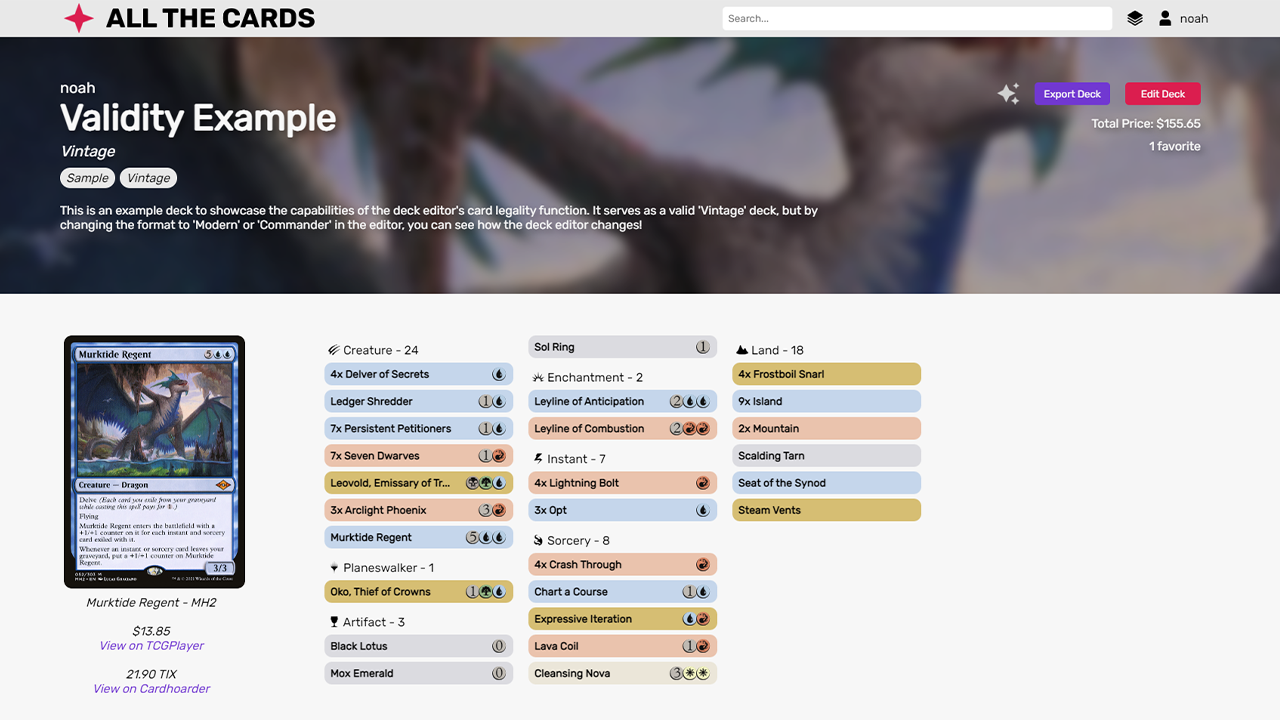 ALL THE CARDS
Search...
noah
noah
Validity Example
Vintage
Sample
Vintage
This is an example deck to showcase the capabilities of the deck editor's card legality function. It serves as a valid 'Vintage' deck, but by
changing the format to 'Modern' or 'Commander' in the editor, you can see how the deck editor changes!
Export Deck
Edit Deck
Total Price: $155.65
1 favorite
Murktide Regent
5
Creature — Dragon
Delve (Each card you exile from your graveyard
while casting this spell pays for 1.)
Flying
Murktide Regent enters the battlefield with a
+1/+1 counter on it for each instant and sorcery
card exiled with it.
Whenever an instant or sorcery card leaves your
graveyard, put a +1/+1 counter on Murktide
Regent.
3/3
Murktide Regent - MH2
$13.85
View on TCGPlayer
21.90 TIX
View on Cardhoarder
Creature - 24
4x Delver of Secrets
Ledger Shredder 1
7x Persistent Petitioners 1
7x Seven Dwarves 1
Leovold, Emissary of Tr...
3x Arclight Phoenix 3
Murktide Regent 5
Planeswalker - 1
Oko, Thief of Crowns 1
Artifact - 3
Black Lotus 0
Mox Emerald 0
Sol Ring 1
Enchantment - 2
Leyline of Anticipation 2
Leyline of Combustion 2
Instant - 7
4x Lightning Bolt
3x Opt
Sorcery - 8
4x Crash Through
Chart a Course 1
Expressive Iteration
Lava Coil 1
Cleansing Nova 3
Land - 18
4x Frostboil Snarl
9x Island
2x Mountain
Scalding Tarn
Seat of the Synod
Steam Vents